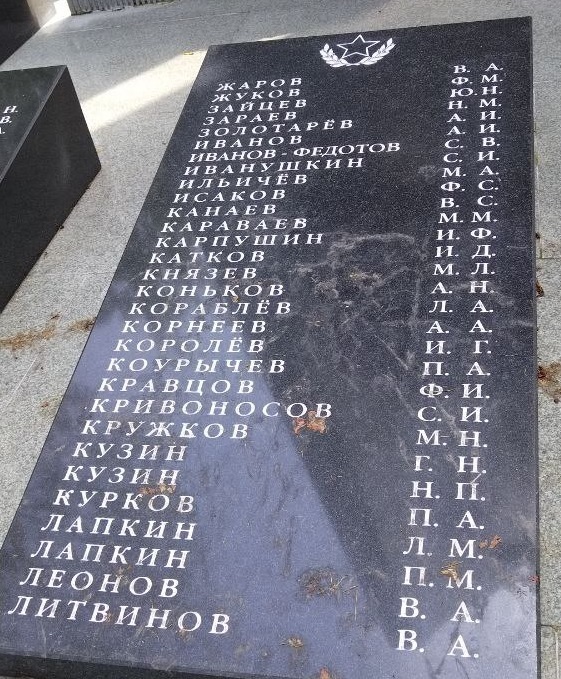 Н.
В.
А.
ЖАРОВ В. А.
ЖУКОВ Ф. М.
ЗАЙЦЕВ Ю. Н.
ЗАРАЕВ Н. М.
ЗОЛОТАРЁВ А. И.
ИВАНОВ А. И.
ИВАНОВ - ФЕДОТОВ С. В.
ИВАНУШКИН С. И.
ИЛЬИЧЁВ М. А.
ИСАКОВ Ф. С.
КАНАЕВ В. С.
КАРАВАЕВ М. М.
КАРПУШИН И. Ф.
КАТКОВ И. Д.
КНЯЗЕВ М. Л.
КОНЬКОВ А. Н.
КОРАБЛЁВ Л. А.
КОРНЕЕВ А. А.
КОРОЛЁВ И. Г.
КОУРЫЧЕВ П. А.
КРАВЦОВ Ф. И.
КРИВОНОСОВ С. И.
КРУЖКОВ М. Н.
КУЗИН Г. Н.
КУЗИН Н. П.
КУРКОВ П. А.
ЛАПКИН Л. М.
ЛАПКИН П. М.
ЛЕОНОВ В. А.
ЛИТВИНОВ В. А.